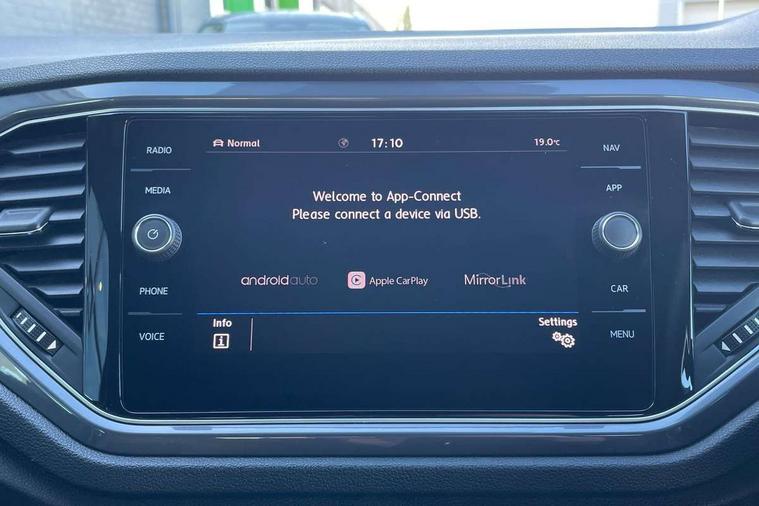 RADIO
MEDIA
PHONE
VOICE
Normal 17:10 19.0°C
Welcome to App-Connect
Please connect a device via USB.
androidauto Apple CarPlay MirrorLink
Info Settings
NAV
APP
CAR
MENU